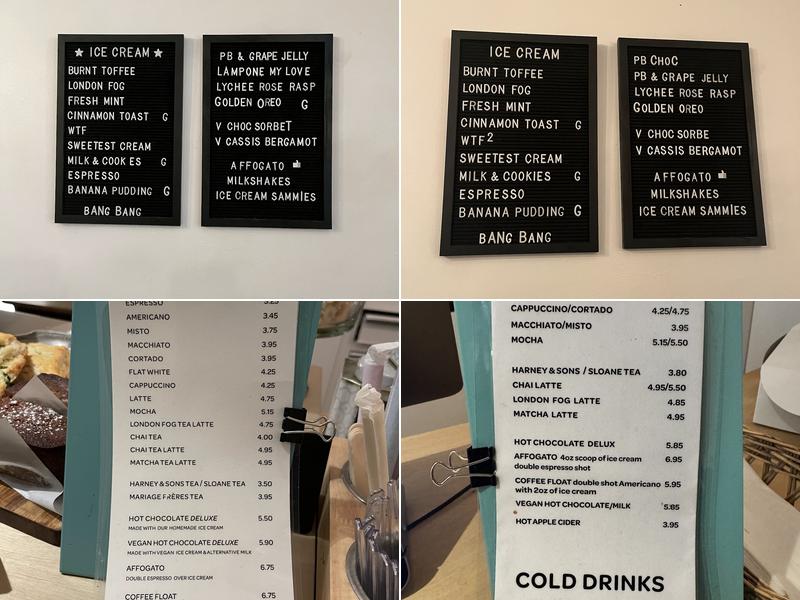 ★ ICE CREAM ★
BURNT TOFFEE
LONDON FOG
FRESH MINT
CINNAMON TOAST G
WTF
SWEETEST CREAM
MILK & COOK ES G
ESPRESSO
BANANA PUDDING G
BANG BANG
PB & GRAPE JELLY
LAMPONE MY LOVE
LYCHEE ROSE RASP
GOLDEN OREO G
V CHOC SORBET
V CASSIS BERGAMOT
AFFOGATO
MILKSHAKES
ICE CREAM SAMMIES
ICE CREAM
BURNT TOFFEE
LONDON FOG
FRESH MINT
CINNAMON TOAST G
WTF2
SWEETEST CREAM
MILK & COOKIES G
ESPRESSO
BANANA PUDDING G
BANG BANG
PB CHOC
PB & GRAPE JELLY
LYCHEE ROSE RASP
GOLDEN OREO
V CHOC SORBE
V CASSIS BERGAMOT
AFFOGATO
MILKSHAKES
ICE CREAM SAMMIES
ESPRESSO 3.25
AMERICANO 3.45
MISTO 3.75
MACCHIATO 3.95
CORTADO 3.95
FLAT WHITE 4.25
CAPPUCCINO 4.25
LATTE 4.75
MOCHA 5.15
LONDON FOG TEA LATTE 4.75
CHAI TEA 4.00
CHAI TEA LATTE 4.95
MATCHA TEA LATTE 4.95
HARNEY & SONS TEA / SLOANE TEA 3.50
MARIAGE FRÈRES TEA 3.95
HOT CHOCOLATE DELUXE 5.50
MADE WITH OUR HOMEMADE ICE CREAM
VEGAN HOT CHOCOLATE DELUXE 5.90
MADE WITH VEGAN ICE CREAM & ALTERNATIVE MILK
AFFOGATO 6.75
DOUBLE ESPRESSO OVER ICE CREAM
COFFEE FLOAT 6.75
CAPPUCCINO/CORTADO 4.25/4.75
MACCHIATO/MISTO 3.95
MOCHA 5.15/5.50
HARNEY & SONS / SLOANE TEA 3.80
CHAI LATTE 4.95/5.50
LONDON FOG LATTE 4.85
MATCHA LATTE 4.95
HOT CHOCOLATE DELUX 5.85
AFFOGATO 4oz scoop of ice cream 6.95
double espresso shot
COFFEE FLOAT double shot Americano 5.95
with 2oz of ice cream
VEGAN HOT CHOCOLATE/MILK 5.85
HOT APPLE CIDER 3.95
COLD DRINKS